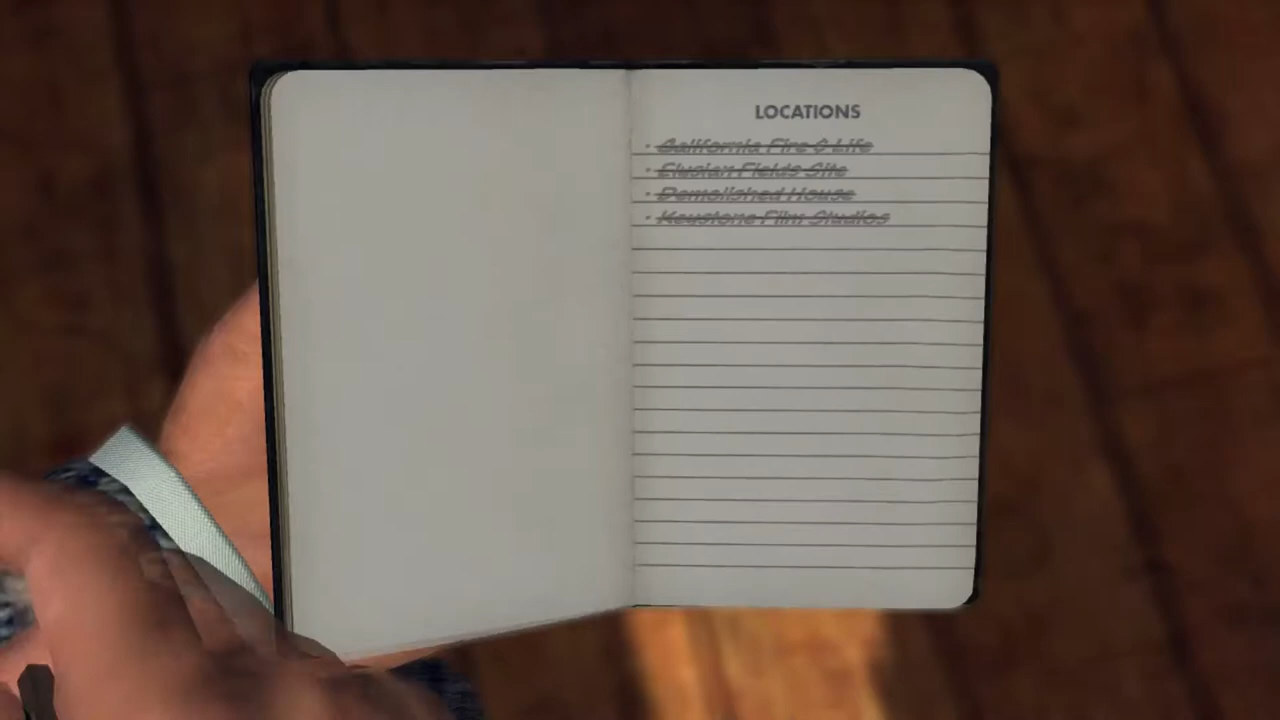 LOCATIONS
· California Fire & Life
· Elysian Fields Site
· Demolished House
· Keystone Film Studios